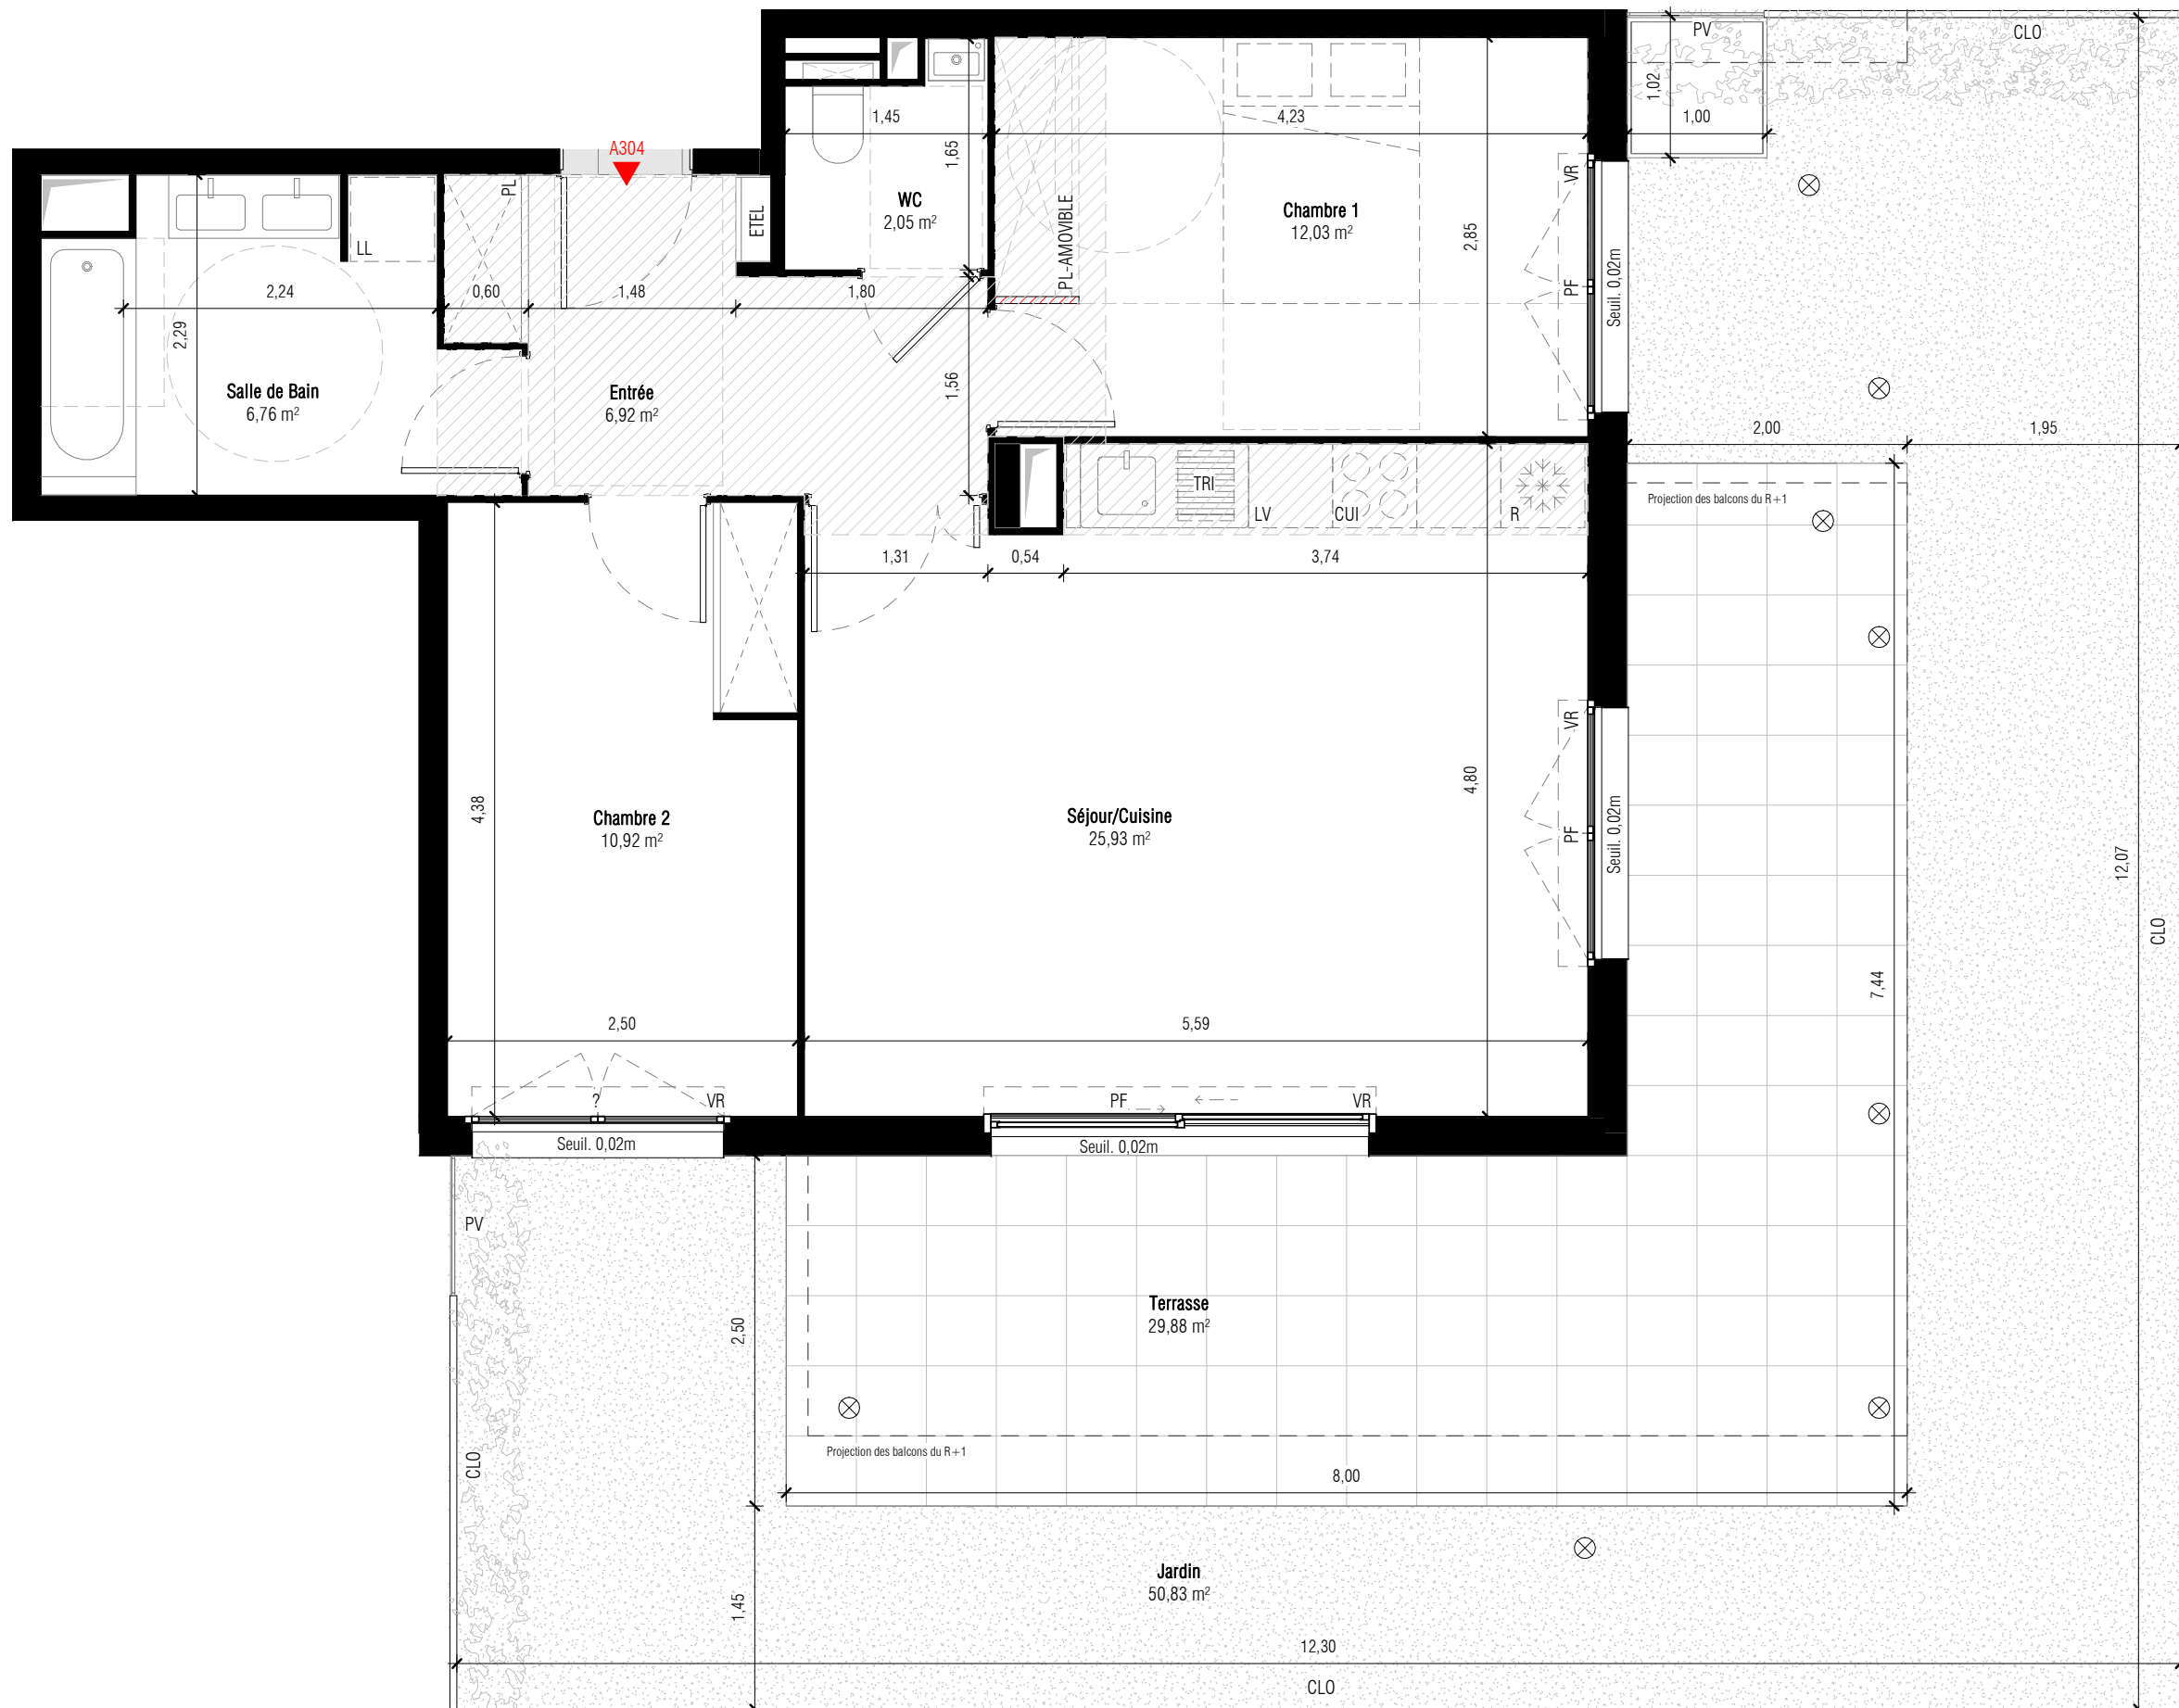 PV
CLO
1,02
1,00
A304
1,45
1,65
4,23
WC
2,05 m²
Chambre 1
12,03 m²
2,85
VR
PF
Seuil. 0,02m
PL-AMOVIBLE
PL
ETEL
LL
2,24
0,60
1,48
1,80
2,29
1,56
Salle de Bain
6,76 m²
Entrée
6,92 m²
2,00
1,95
TRI
LV
CUI
R
Projection des balcons du R+1
1,31
0,54
3,74
VR
PF
Seuil. 0,02m
4,80
4,38
Chambre 2
10,92 m²
Séjour/Cuisine
25,93 m²
12,07
CLO
7,44
2,50
5,59
?
VR
PF
VR
Seuil. 0,02m
Seuil. 0,02m
PV
2,50
Terrasse
29,88 m²
CLO
Projection des balcons du R+1
8,00
Jardin
50,83 m²
1,45
12,30
CLO